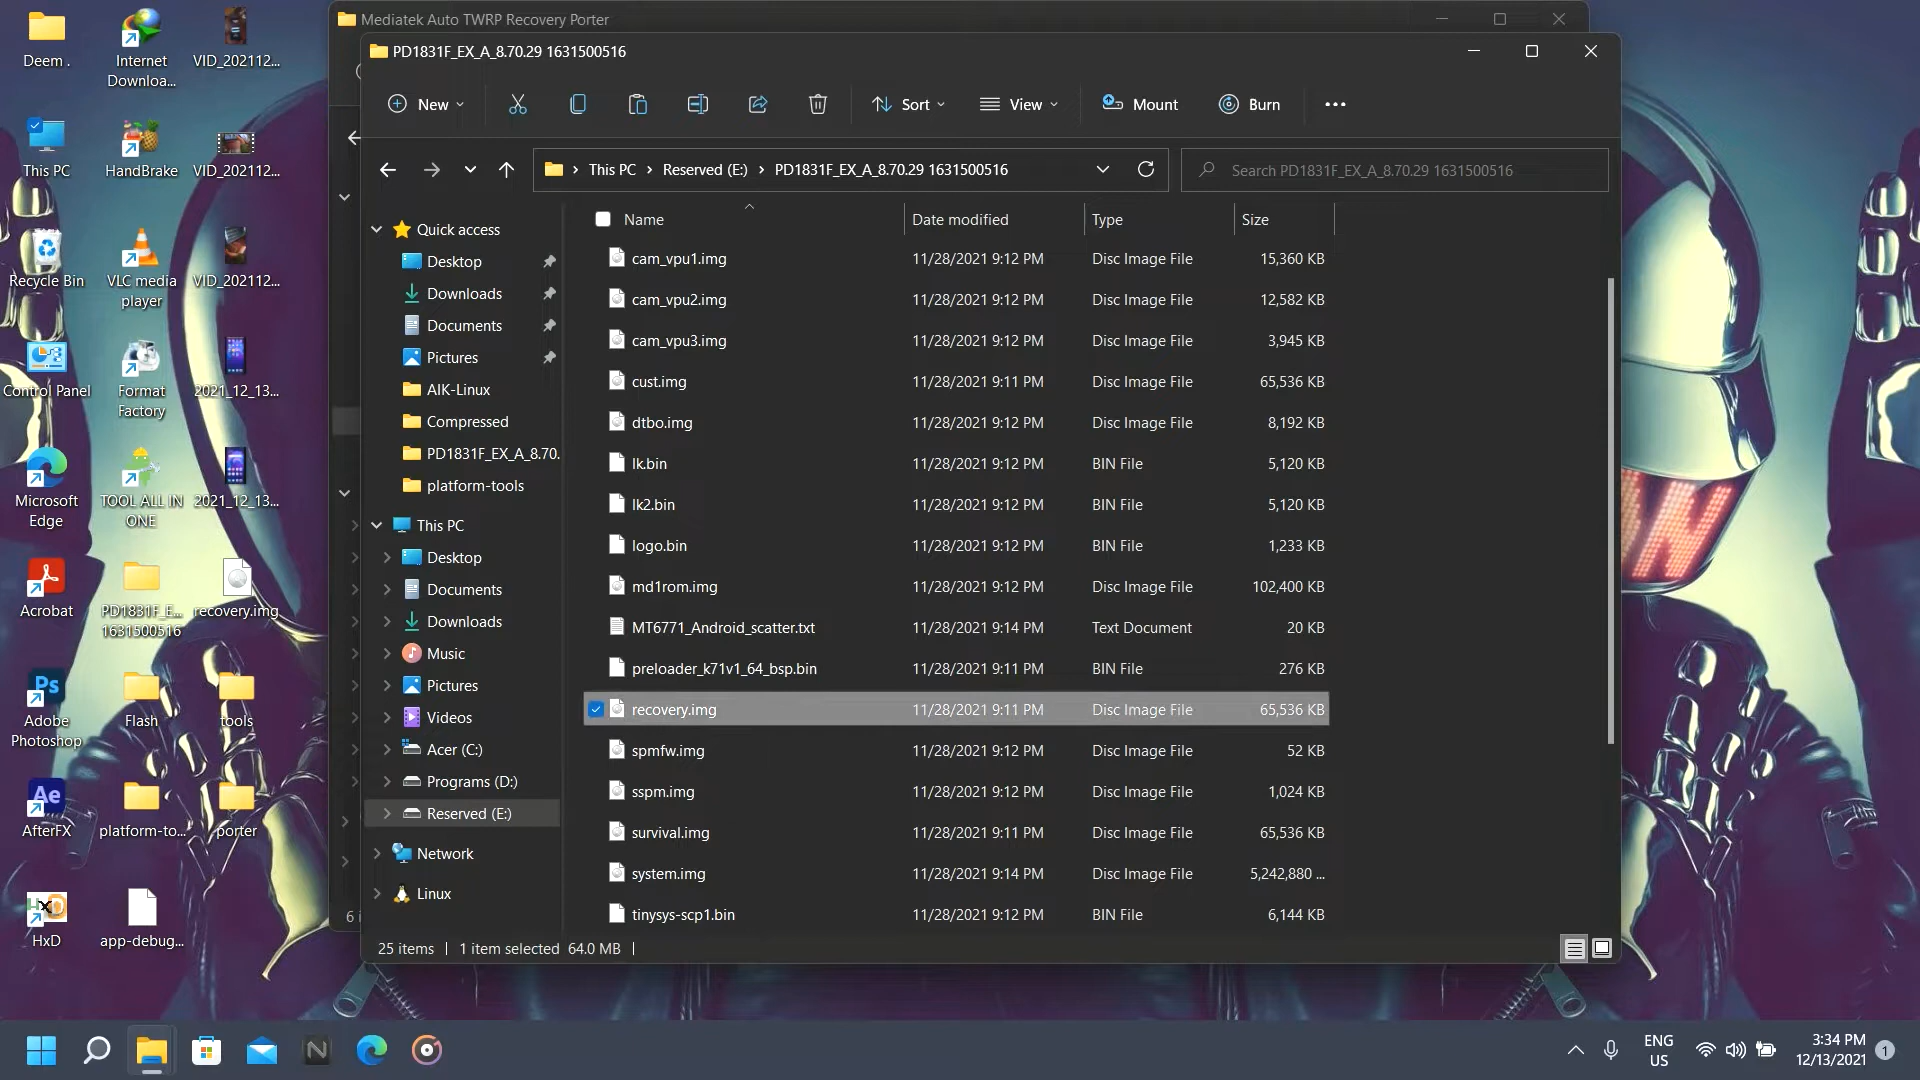 Mediatek Auto TWRP Recovery Porter
PD1831F_EX_A_8.70.29 1631500516
New
Sort
View
Mount
Burn
This PC
Reserved (E:)
PD1831F_EX_A_8.70.29 1631500516
Search PD1831F_EX_A_8.70.29 1631500516
Name
Date modified
Type
Size
Quick access
Desktop
Downloads
Documents
Pictures
AIK-Linux
Compressed
PD1831F_EX_A_8.70.
platform-tools
This PC
Desktop
Documents
Downloads
Music
Pictures
Videos
Acer (C:)
Programs (D:)
Reserved (E:)
Network
Linux
cam_vpu1.img 11/28/2021 9:12 PM Disc Image File 15,360 KB
cam_vpu2.img 11/28/2021 9:12 PM Disc Image File 12,582 KB
cam_vpu3.img 11/28/2021 9:12 PM Disc Image File 3,945 KB
cust.img 11/28/2021 9:11 PM Disc Image File 65,536 KB
dtbo.img 11/28/2021 9:12 PM Disc Image File 8,192 KB
lk.bin 11/28/2021 9:12 PM BIN File 5,120 KB
lk2.bin 11/28/2021 9:12 PM BIN File 5,120 KB
logo.bin 11/28/2021 9:12 PM BIN File 1,233 KB
md1rom.img 11/28/2021 9:12 PM Disc Image File 102,400 KB
MT6771_Android_scatter.txt 11/28/2021 9:14 PM Text Document 20 KB
preloader_k71v1_64_bsp.bin 11/28/2021 9:11 PM BIN File 276 KB
recovery.img 11/28/2021 9:11 PM Disc Image File 65,536 KB
spmfw.img 11/28/2021 9:12 PM Disc Image File 52 KB
sspm.img 11/28/2021 9:12 PM Disc Image File 1,024 KB
survival.img 11/28/2021 9:11 PM Disc Image File 65,536 KB
system.img 11/28/2021 9:14 PM Disc Image File 5,242,880 ...
tinysys-scp1.bin 11/28/2021 9:12 PM BIN File 6,144 KB
6 i
25 items
1 item selected 64.0 MB
Deem .
Internet
Downloa...
VID_202112...
This PC
HandBrake
VID_202112...
Recycle Bin
VLC media
player
VID_202112...
Control Panel
Format
Factory
2021_12_13...
Microsoft
Edge
TOOL ALL IN
ONE
2021_12_13...
Acrobat
PD1831F_E...
1631500516
recovery.img
Ps
Adobe
Photoshop
Flash
tools
Ae
AfterFX
platform-to...
porter
HxD
app-debug...
N
ENG
US
3:34 PM
12/13/2021
1